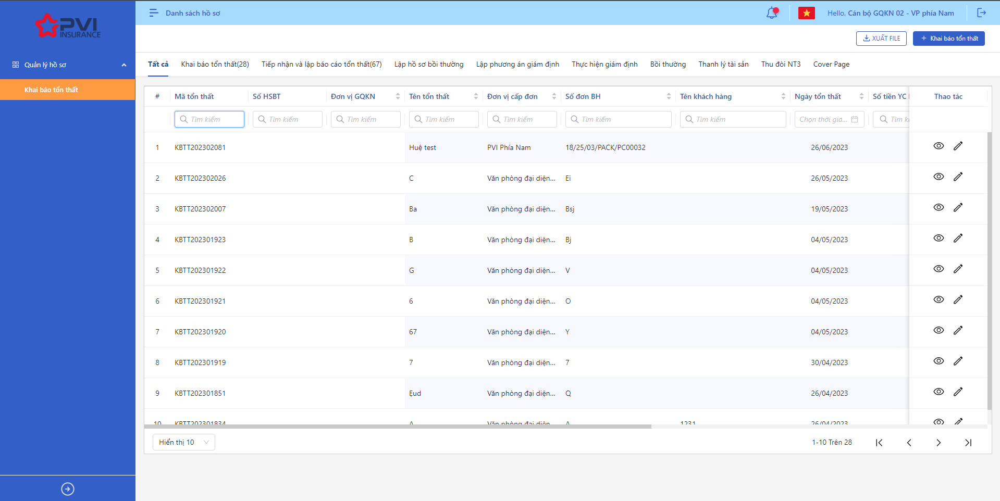 PVI
INSURANCE
Quản lý hồ sơ
Khai báo tổn thất
Danh sách hồ sơ
Hello, Cán bộ GQKN 02 - VP phía Nam
XUẤT FILE
+ Khai báo tổn thất
Tất cả Khai báo tổn thất(28) Tiếp nhận và lập báo cáo tổn thất(67) Lập hồ sơ bồi thường Lập phương án giám định Thực hiện giám định Bồi thường Thanh lý tài sản Thu đòi NT3 Cover Page
# Mã tổn thất Số HSBT Đơn vị GQKN Tên tổn thất Đơn vị cấp đơn Số đơn BH Tên khách hàng Ngày tổn thất Số tiền YC Thao tác
Tìm kiếm Tìm kiếm Tìm kiếm Tìm kiếm Tìm kiếm Tìm kiếm Tìm kiếm Chọn thời gia... Tìm k
1 KBTT202302081 Huệ test PVI Phía Nam 18/25/03/PACK/PC00032 26/06/2023
2 KBTT202302026 C Văn phòng đại diện... Ei 26/05/2023
3 KBTT202302007 Ba Văn phòng đại diện... Bsj 19/05/2023
4 KBTT202301923 B Văn phòng đại diện... Bj 04/05/2023
5 KBTT202301922 G Văn phòng đại diện... V 04/05/2023
6 KBTT202301921 6 Văn phòng đại diện... O 04/05/2023
7 KBTT202301920 67 Văn phòng đại diện... Y 04/05/2023
8 KBTT202301919 7 Văn phòng đại diện... 7 30/04/2023
9 KBTT202301851 Ẹud Văn phòng đại diện... Q 26/04/2023
10 KBTT202301834 A Văn phòng đại diện... A 1231 26/04/2023
Hiển thị 10
1-10 Trên 28